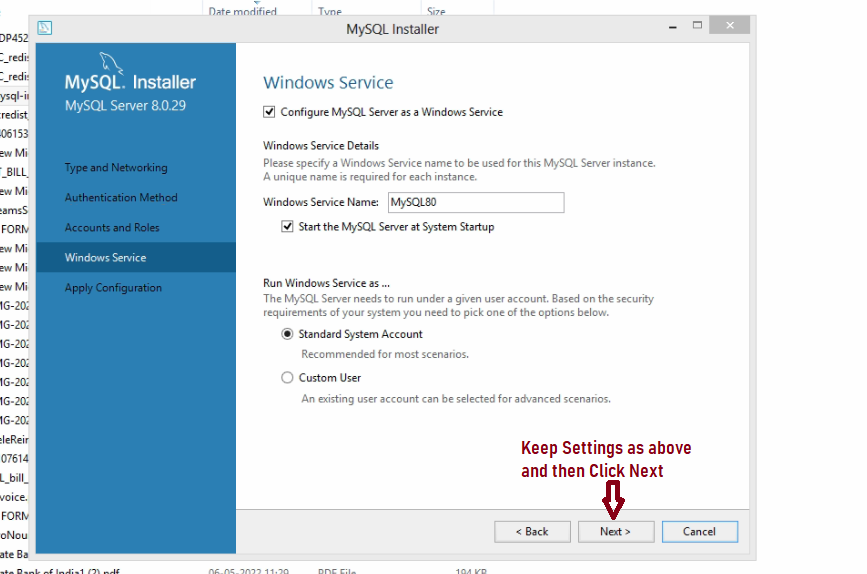 Date modified Type Size
MySQL Installer
MySQL. Installer
MySQL Server 8.0.29
Type and Networking
Authentication Method
Accounts and Roles
Windows Service
Apply Configuration
Windows Service
Configure MySQL Server as a Windows Service
Windows Service Details
Please specify a Windows Service name to be used for this MySQL Server instance.
A unique name is required for each instance.
Windows Service Name: MySQL80
Start the MySQL Server at System Startup
Run Windows Service as ...
The MySQL Server needs to run under a given user account. Based on the security
requirements of your system you need to pick one of the options below.
Standard System Account
Recommended for most scenarios.
Custom User
An existing user account can be selected for advanced scenarios.
Keep Settings as above
and then Click Next
< Back Next > Cancel
DP452
C_redis
C_redis
ysql-in
credist_
406153
ew Mi
T_BILL_
ew Mi
eamsS
FORM
ew Mi
ew Mi
ew Mi
MG-202
MG-202
MG-202
MG-202
MG-202
MG-202
MG-202
eleRein
07614
L_bill_
voice.
FORM
roNou
ate Ba
ate Bank of India1 (2).pdf 06-05-2022 11:29 PDF File 194 KB